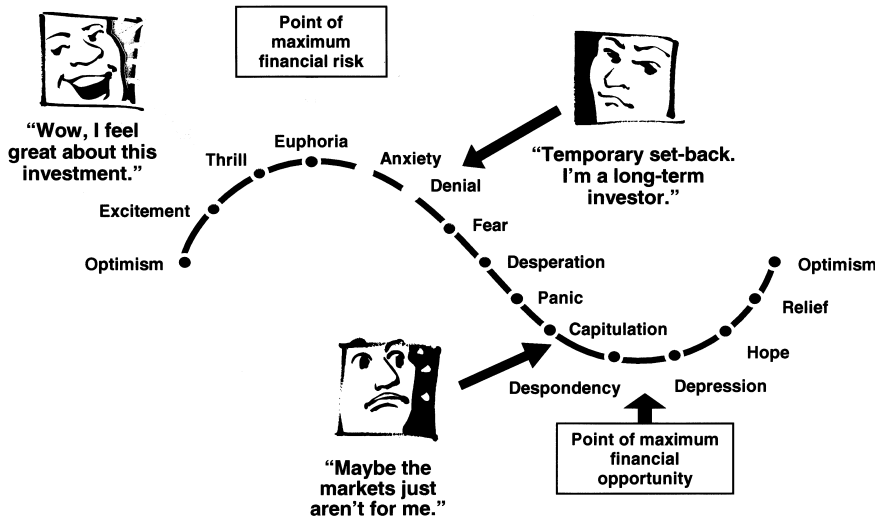 Point of
maximum
financial risk
“Wow, I feel
great about this
investment.”
“Temporary set-back.
I’m a long-term
investor.”
Euphoria
Thrill
Anxiety
Denial
Excitement
Fear
Optimism
Desperation
Optimism
Panic
Relief
Capitulation
Hope
Despondency
Depression
Point of maximum
financial
opportunity
“Maybe the
markets just
aren’t for me.”